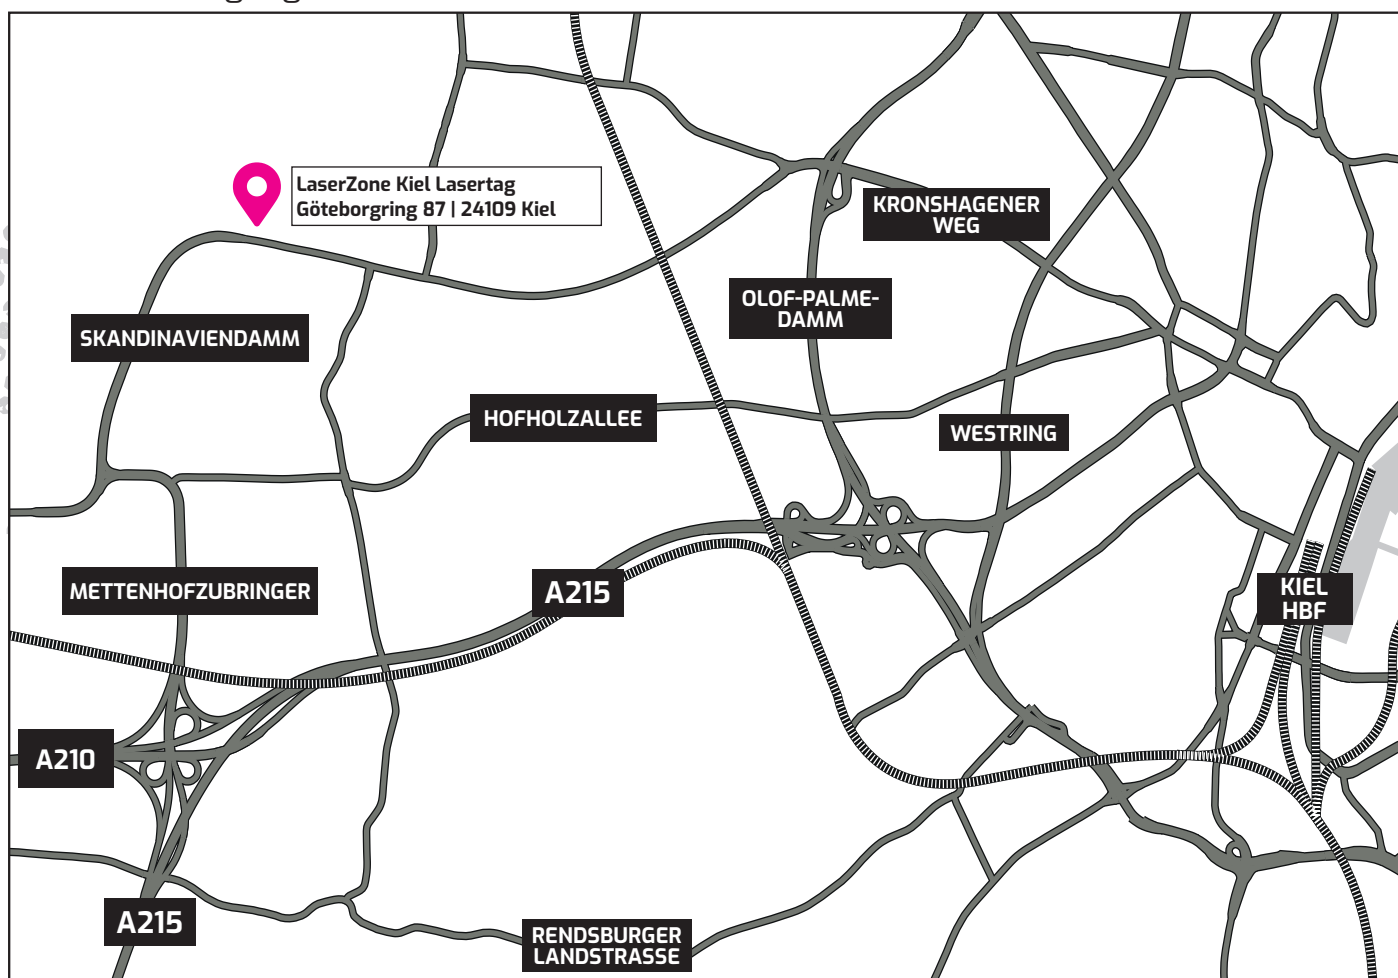 LaserZone Kiel Lasertag
Göteborgring 87 | 24109 Kiel
KRONSHAGENER
WEG
OLOF-PALME-
DAMM
SKANDINAVIENDAMM
HOFHOLZALLEE
WESTRING
METTENHOFZUBRINGER
A215
KIEL
HBF
A210
A215
RENDSBURGER
LANDSTRASSE